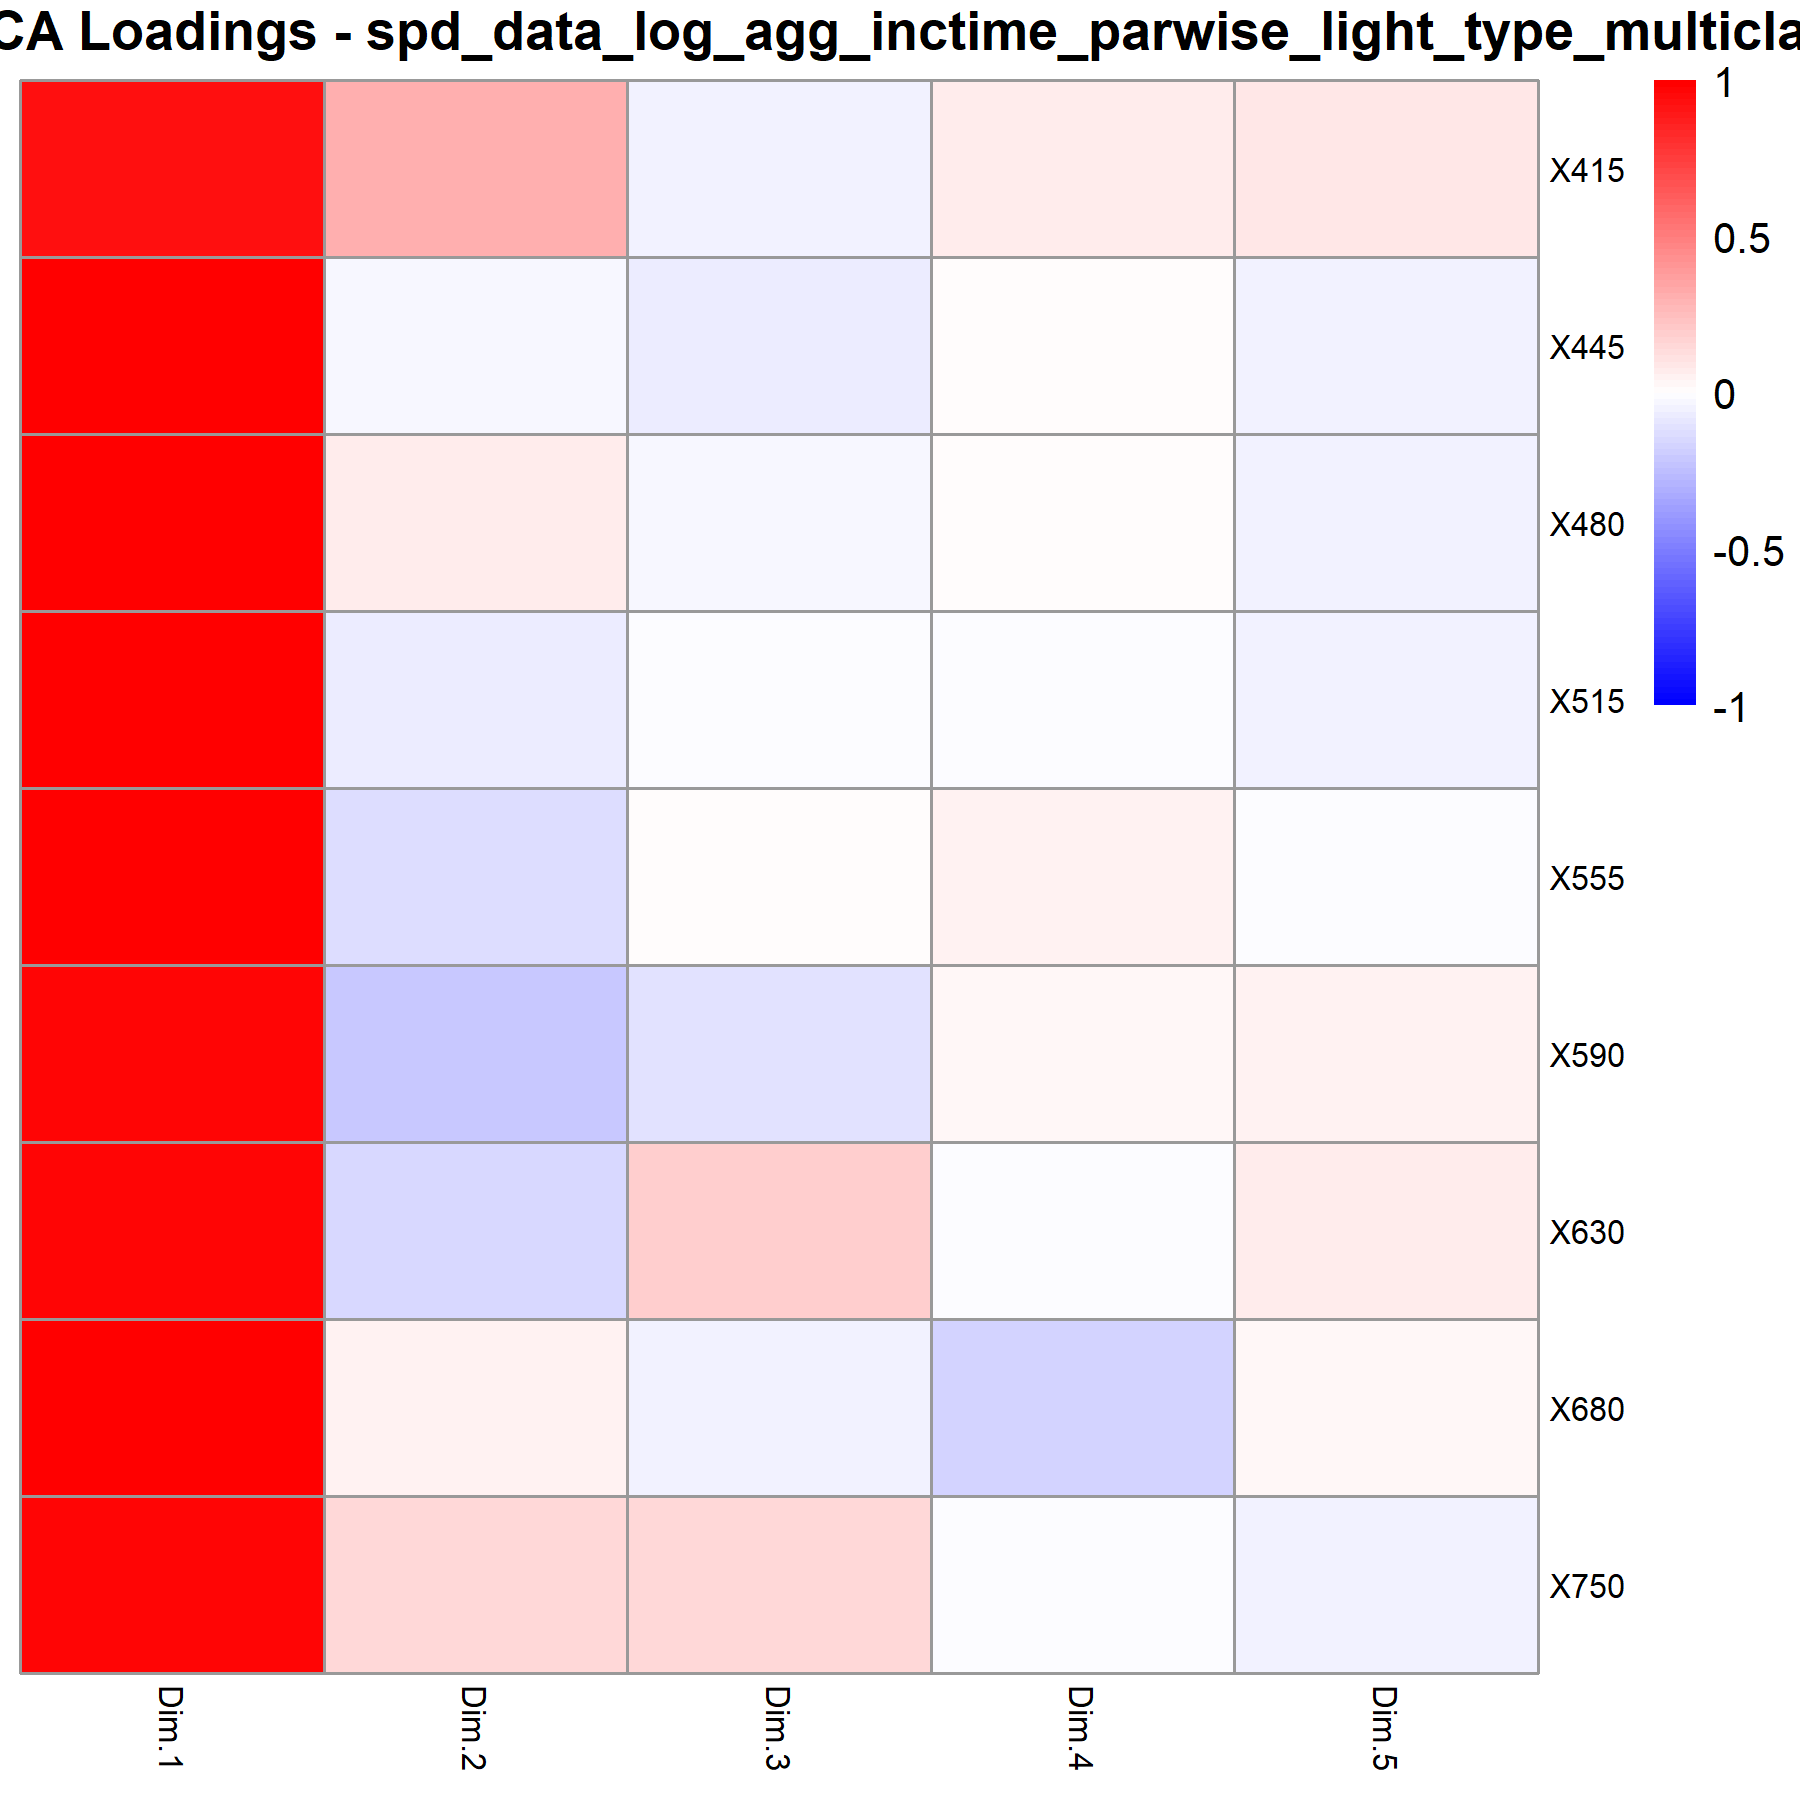 CA Loadings - spd_data_log_agg_inctime_parwise_light_type_multicla
1
0.5
0
-0.5
-1
X415
X445
X480
X515
X555
X590
X630
X680
X750
Dim.1
Dim.2
Dim.3
Dim.4
Dim.5